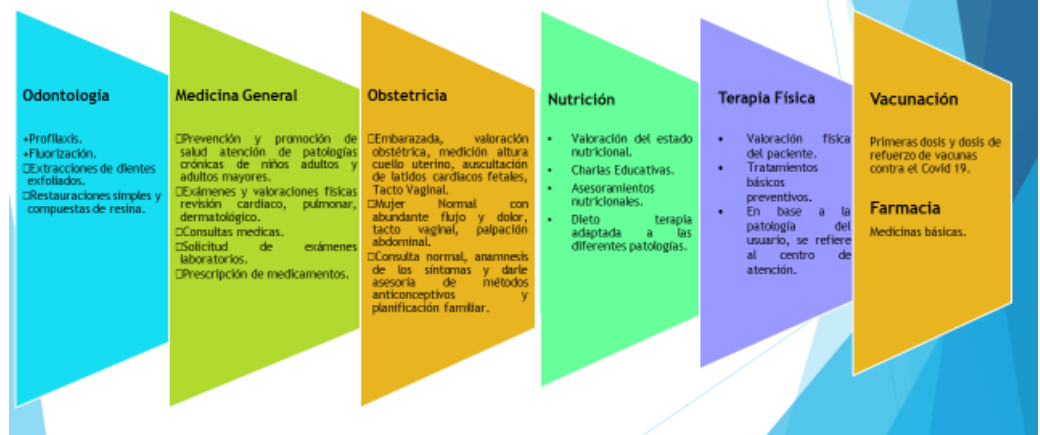 Odontología
+Profilaxis.
+Fluorización.
□Extracciones de dientes
exfoliados.
□Restauraciones simples y
compuestas de resina.
Medicina General
□Prevención y promoción de
salud atención de patologías
crónicas de niños adultos y
adultos mayores.
□Exámenes y valoraciones físicas
revisión cardiaco, pulmonar,
dermatológico.
□Consultas medicas.
□Solicitud de exámenes
laboratorios.
□Prescripción de medicamentos.
Obstetricia
□Embarazada, valoración
obstétrica, medición altura
cuello uterino, auscultación
de latidos cardiacos fetales,
Tacto Vaginal.
□Mujer Normal con
abundante flujo y dolor,
tacto vaginal, palpación
abdominal.
□Consulta normal, anamnesis
de los síntomas y darle
asesoría de métodos
anticonceptivos y
planificación familiar.
Nutrición
▪ Valoración del estado
nutricional.
▪ Charlas Educativas.
▪ Asesoramientos
nutricionales.
▪ Dieto terapia
adaptada a las
diferentes patologías.
Terapia Física
• Valoración física
del paciente.
• Tratamientos
básicos
preventivos.
• En base a la
patología del
usuario, se refiere
al centro de
atención.
Vacunación
Primeras dosis y dosis de
refuerzo de vacunas
contra el Covid 19.
Farmacia
Medicinas básicas.